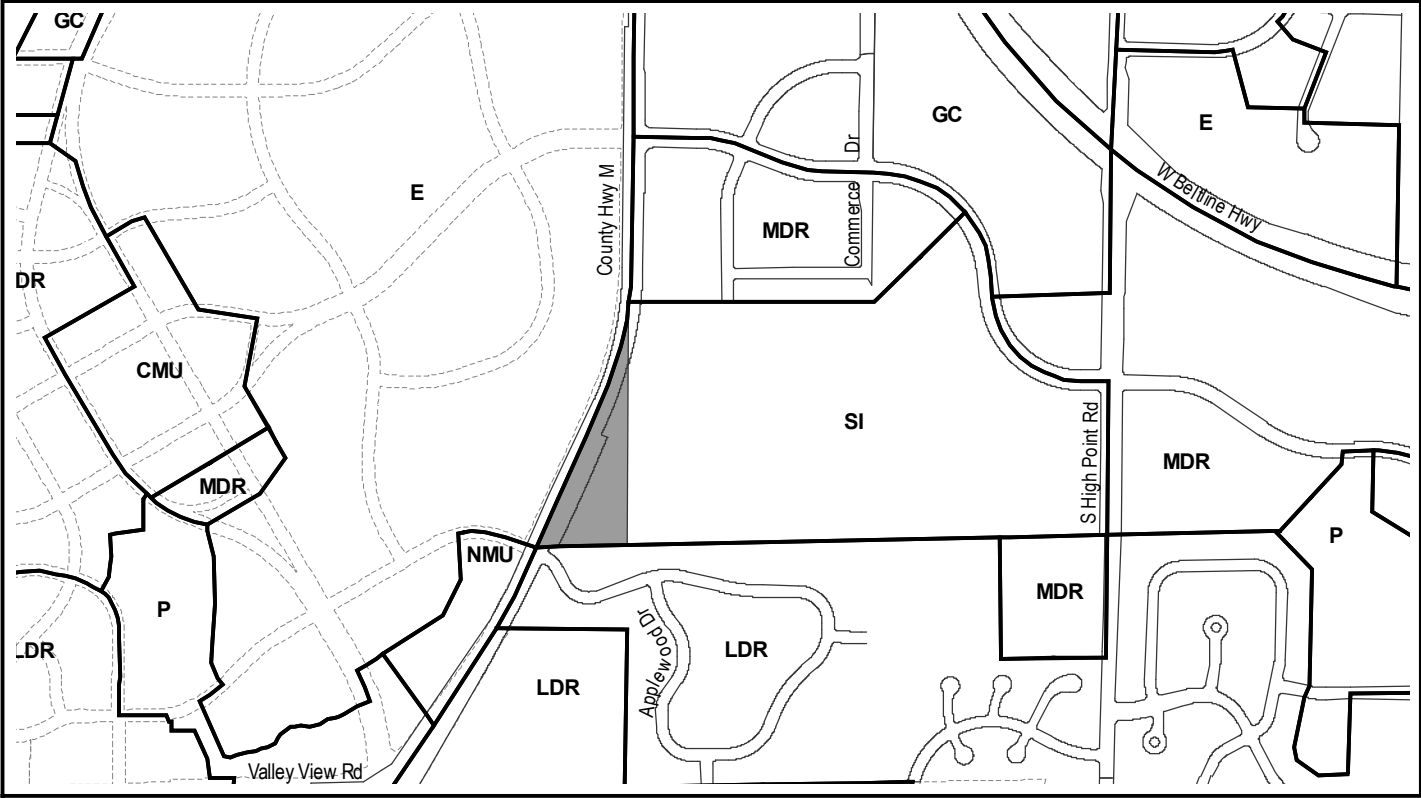 GC
GC
E
E
W Beltline Hwy
County Hwy M
MDR
Commerce Dr
DR
CMU
SI
S High Point Rd
MDR
MDR
P
NMU
P
MDR
LDR
LDR
Applewood Dr
LDR
Valley View Rd